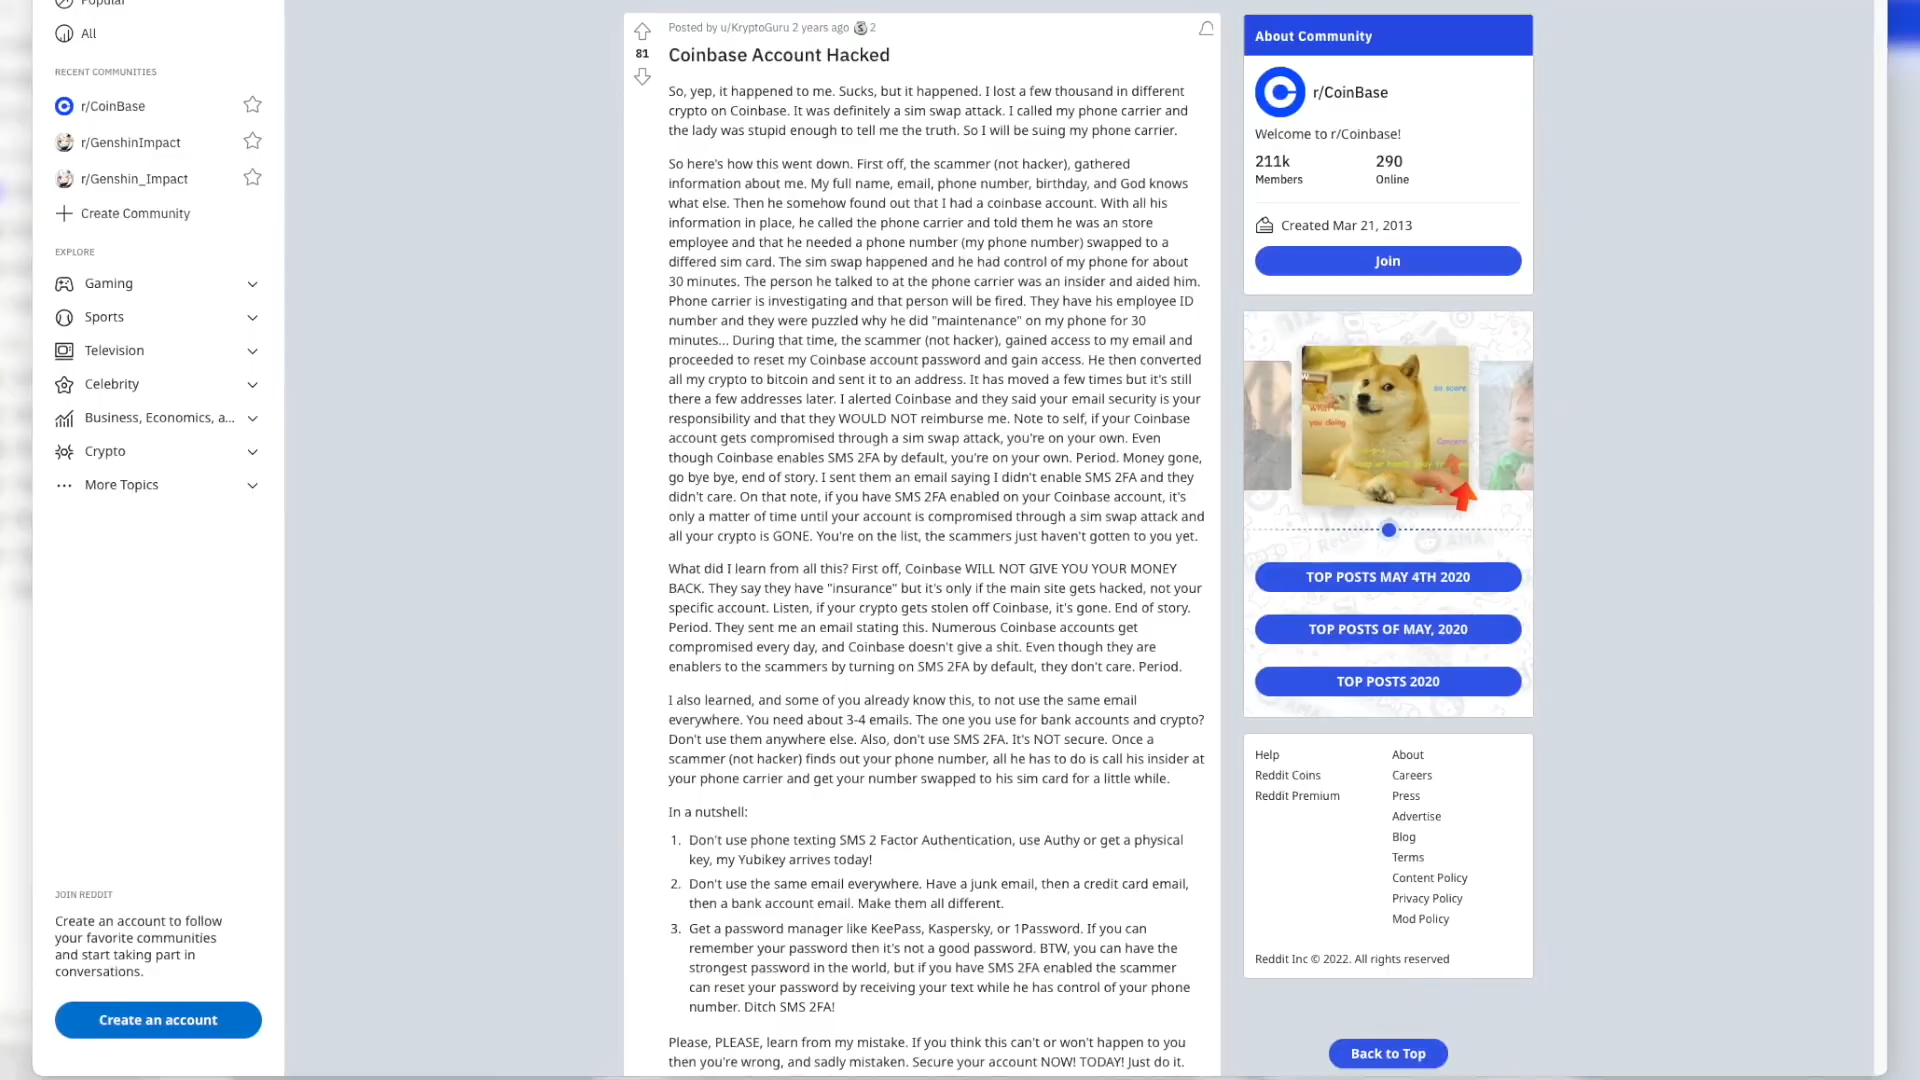 Popular
All
RECENT COMMUNITIES
r/CoinBase
r/GenshinImpact
r/Genshin_Impact
Create Community
EXPLORE
Gaming
Sports
Television
Celebrity
Business, Economics, a...
Crypto
More Topics
JOIN REDDIT
Create an account to follow
your favorite communities
and start taking part in
conversations.
Create an account
Posted by u/KryptoGuru 2 years ago 2
81
Coinbase Account Hacked
So, yep, it happened to me. Sucks, but it happened. I lost a few thousand in different
crypto on Coinbase. It was definitely a sim swap attack. I called my phone carrier and
the lady was stupid enough to tell me the truth. So I will be suing my phone carrier.
So here's how this went down. First off, the scammer (not hacker), gathered
information about me. My full name, email, phone number, birthday, and God knows
what else. Then he somehow found out that I had a coinbase account. With all his
information in place, he called the phone carrier and told them he was an store
employee and that he needed a phone number (my phone number) swapped to a
differed sim card. The sim swap happened and he had control of my phone for about
30 minutes. The person he talked to at the phone carrier was an insider and aided him.
Phone carrier is investigating and that person will be fired. They have his employee ID
number and they were puzzled why he did "maintenance" on my phone for 30
minutes... During that time, the scammer (not hacker), gained access to my email and
proceeded to reset my Coinbase account password and gain access. He then converted
all my crypto to bitcoin and sent it to an address. It has moved a few times but it's still
there a few addresses later. I alerted Coinbase and they said your email security is your
responsibility and that they WOULD NOT reimburse me. Note to self, if your Coinbase
account gets compromised through a sim swap attack, you're on your own. Even
though Coinbase enables SMS 2FA by default, you're on your own. Period. Money gone,
go bye bye, end of story. I sent them an email saying I didn't enable SMS 2FA and they
didn't care. On that note, if you have SMS 2FA enabled on your Coinbase account, it's
only a matter of time until your account is compromised through a sim swap attack and
all your crypto is GONE. You're on the list, the scammers just haven't gotten to you yet.
What did I learn from all this? First off, Coinbase WILL NOT GIVE YOU YOUR MONEY
BACK. They say they have "insurance" but it's only if the main site gets hacked, not your
specific account. Listen, if your crypto gets stolen off Coinbase, it's gone. End of story.
Period. They sent me an email stating this. Numerous Coinbase accounts get
compromised every day, and Coinbase doesn't give a shit. Even though they are
enablers to the scammers by turning on SMS 2FA by default, they don't care. Period.
I also learned, and some of you already know this, to not use the same email
everywhere. You need about 3-4 emails. The one you use for bank accounts and crypto?
Don't use them anywhere else. Also, don't use SMS 2FA. It's NOT secure. Once a
scammer (not hacker) finds out your phone number, all he has to do is call his insider at
your phone carrier and get your number swapped to his sim card for a little while.
In a nutshell:
1. Don't use phone texting SMS 2 Factor Authentication, use Authy or get a physical
key, my Yubikey arrives today!
2. Don't use the same email everywhere. Have a junk email, then a credit card email,
then a bank account email. Make them all different.
3. Get a password manager like KeePass, Kaspersky, or 1Password. If you can
remember your password then it's not a good password. BTW, you can have the
strongest password in the world, but if you have SMS 2FA enabled the scammer
can reset your password by receiving your text while he has control of your phone
number. Ditch SMS 2FA!
Please, PLEASE, learn from my mistake. If you think this can't or won't happen to you
then you're wrong, and sadly mistaken. Secure your account NOW! TODAY! Just do it.
About Community
r/CoinBase
Welcome to r/Coinbase!
211k 290
Members Online
Created Mar 21, 2013
Join
so score
you doing
Concern
TOP POSTS MAY 4TH 2020
TOP POSTS OF MAY, 2020
TOP POSTS 2020
Help About
Reddit Coins Careers
Reddit Premium Press
Advertise
Blog
Terms
Content Policy
Privacy Policy
Mod Policy
Reddit Inc © 2022. All rights reserved
Back to Top